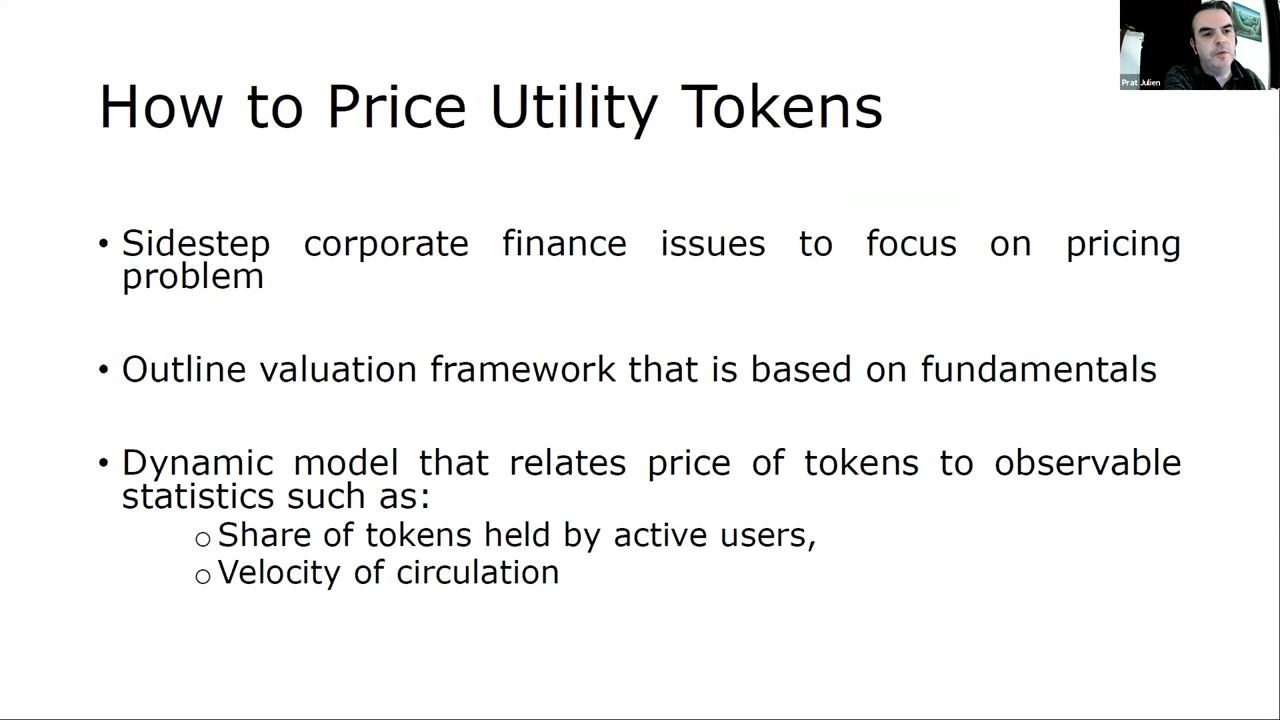 Prat Julien
How to Price Utility Tokens
• Sidestep corporate finance issues to focus on pricing
problem
• Outline valuation framework that is based on fundamentals
• Dynamic model that relates price of tokens to observable
statistics such as:
○ Share of tokens held by active users,
○ Velocity of circulation